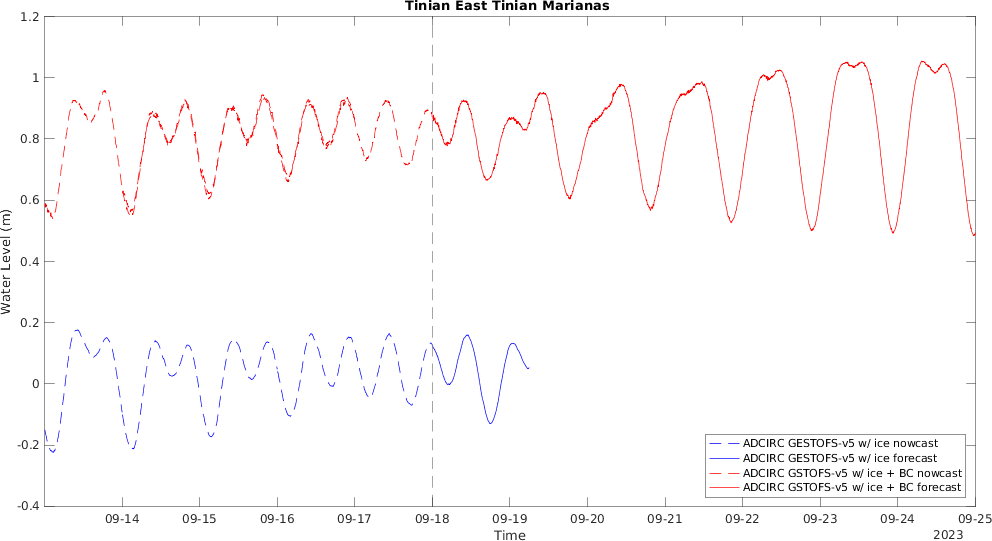 Tinian East Tinian Marianas
1.2
1
0.8
0.6
0.4
0.2
0
-0.2
-0.4
Water Level (m)
ADCIRC GESTOFS-v5 w/ ice nowcast
ADCIRC GESTOFS-v5 w/ ice forecast
ADCIRC GSTOFS-v5 w/ ice + BC nowcast
ADCIRC GSTOFS-v5 w/ ice + BC forecast
09-14 09-15 09-16 09-17 09-18 09-19 09-20 09-21 09-22 09-23 09-24 09-25
Time
2023